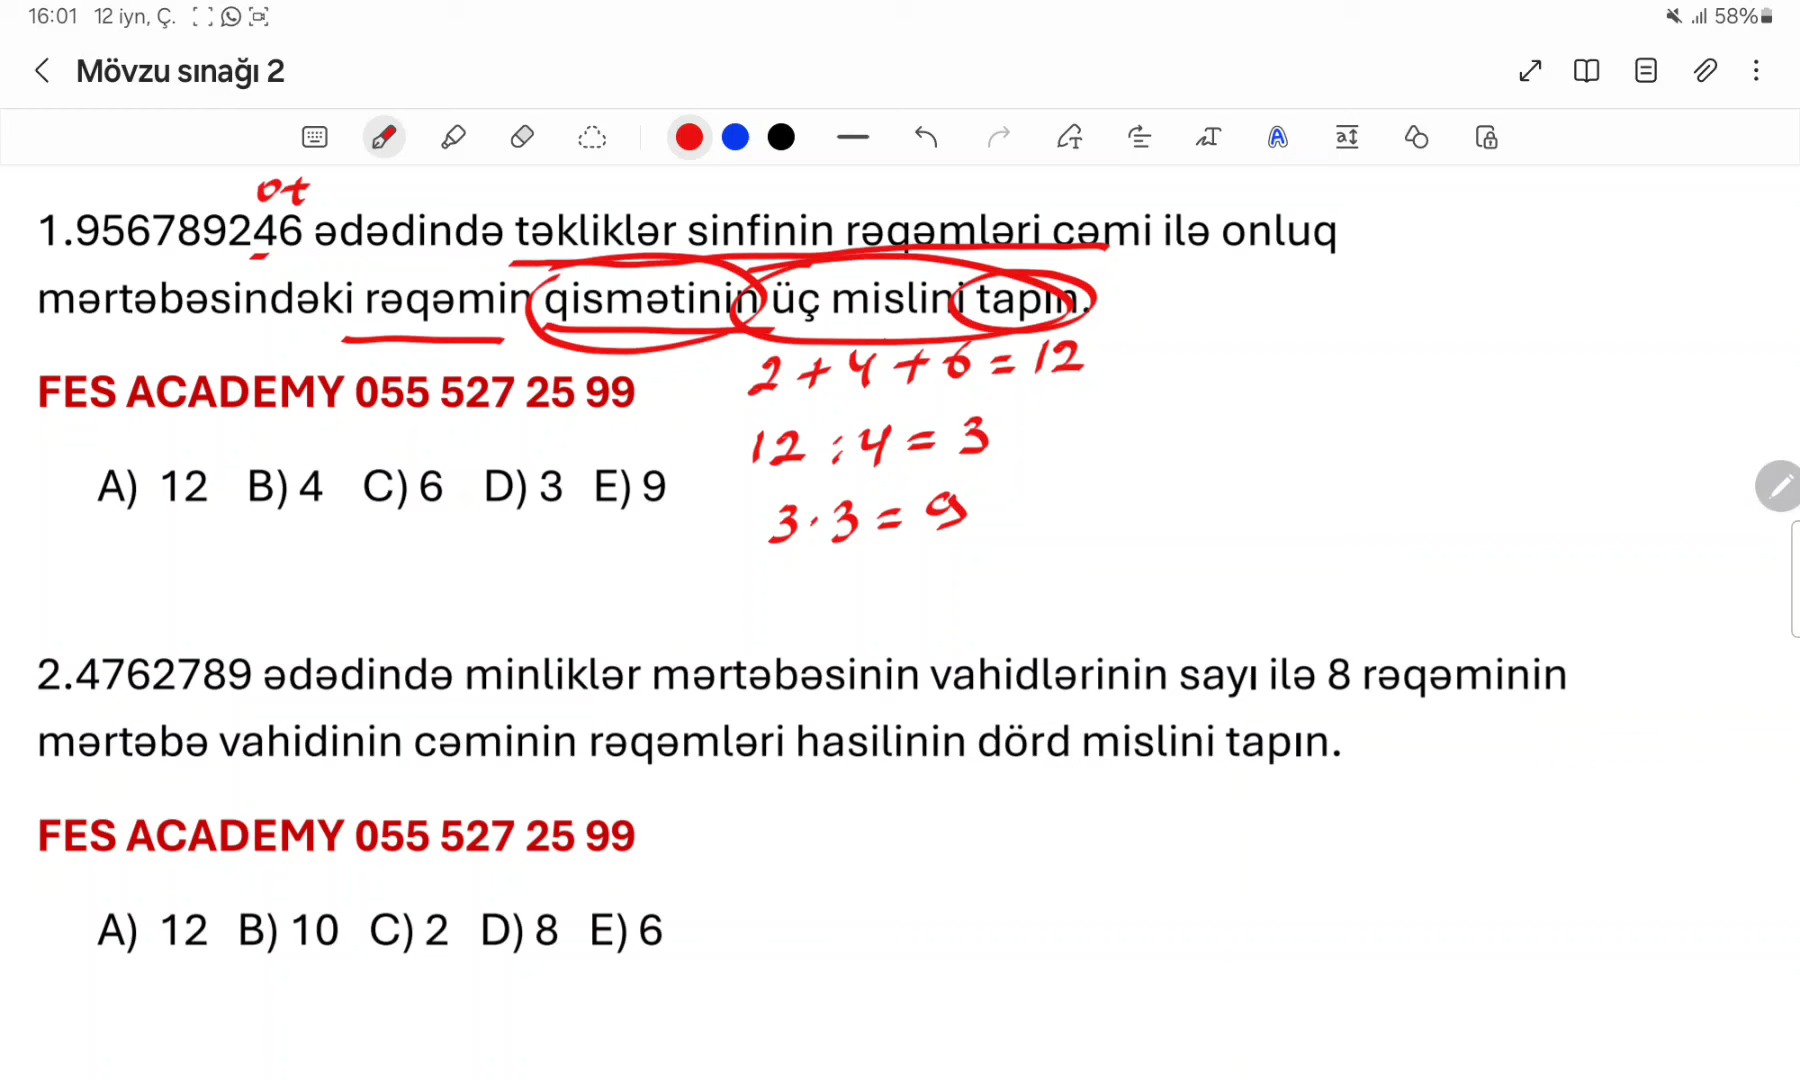 16:01 12 iyn, Ç. 58%
Mövzu sınağı 2
ot
1.956789246 ədədində təkliklər sinfinin rəqəmləri cəmi ilə onluq
mərtəbəsindəki rəqəmin qismətinin üç mislini tapın.
2+4+6=12
FES ACADEMY 055 527 25 99
12:4=3
A) 12 B) 4 C) 6 D) 3 E) 9
3·3=9
2.4762789 ədədində minliklər mərtəbəsinin vahidlərinin sayı ilə 8 rəqəminin
mərtəbə vahidinin cəminin rəqəmləri hasilinin dörd mislini tapın.
FES ACADEMY 055 527 25 99
A) 12 B) 10 C) 2 D) 8 E) 6